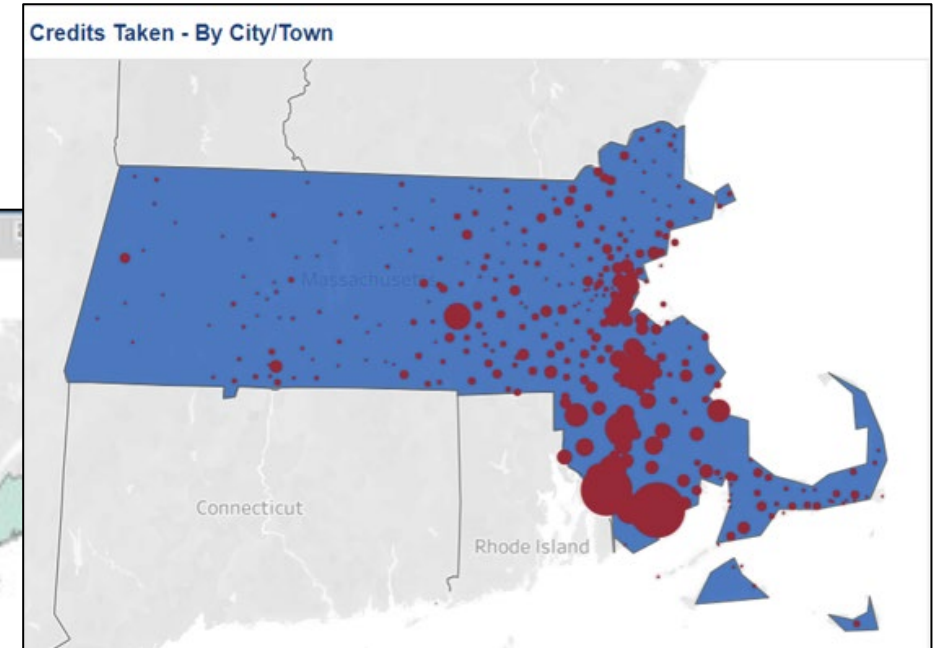 Credits Taken - By City/Town
Massachusetts
Connecticut
Rhode Island